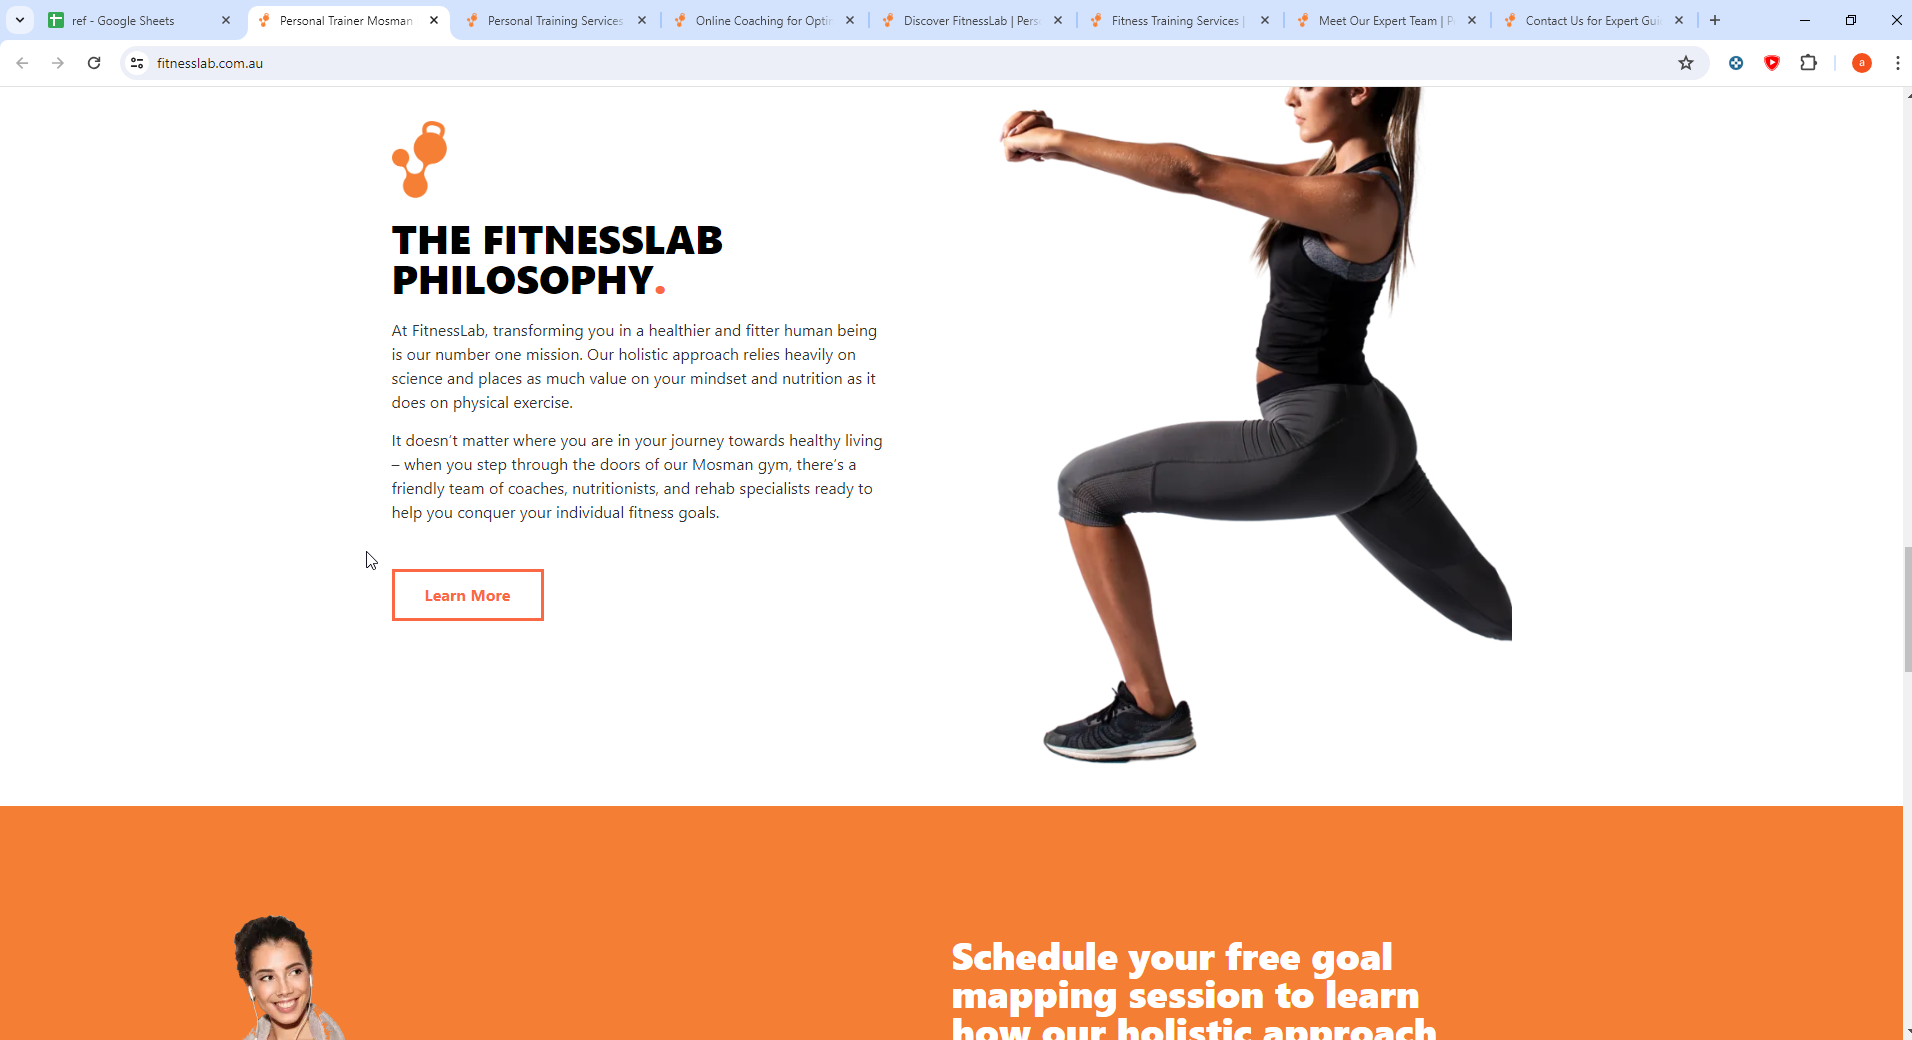 ref - Google Sheets
Personal Trainer Mosman
Personal Training Services
Online Coaching for Opti
Discover FitnessLab | Pers
Fitness Training Services |
Meet Our Expert Team | P
Contact Us for Expert Gui
fitnesslab.com.au
a
THE FITNESSLAB
PHILOSOPHY.
At FitnessLab, transforming you in a healthier and fitter human being
is our number one mission. Our holistic approach relies heavily on
science and places as much value on your mindset and nutrition as it
does on physical exercise.
It doesn’t matter where you are in your journey towards healthy living
– when you step through the doors of our Mosman gym, there’s a
friendly team of coaches, nutritionists, and rehab specialists ready to
help you conquer your individual fitness goals.
Learn More
Schedule your free goal
mapping session to learn
how our holistic approach